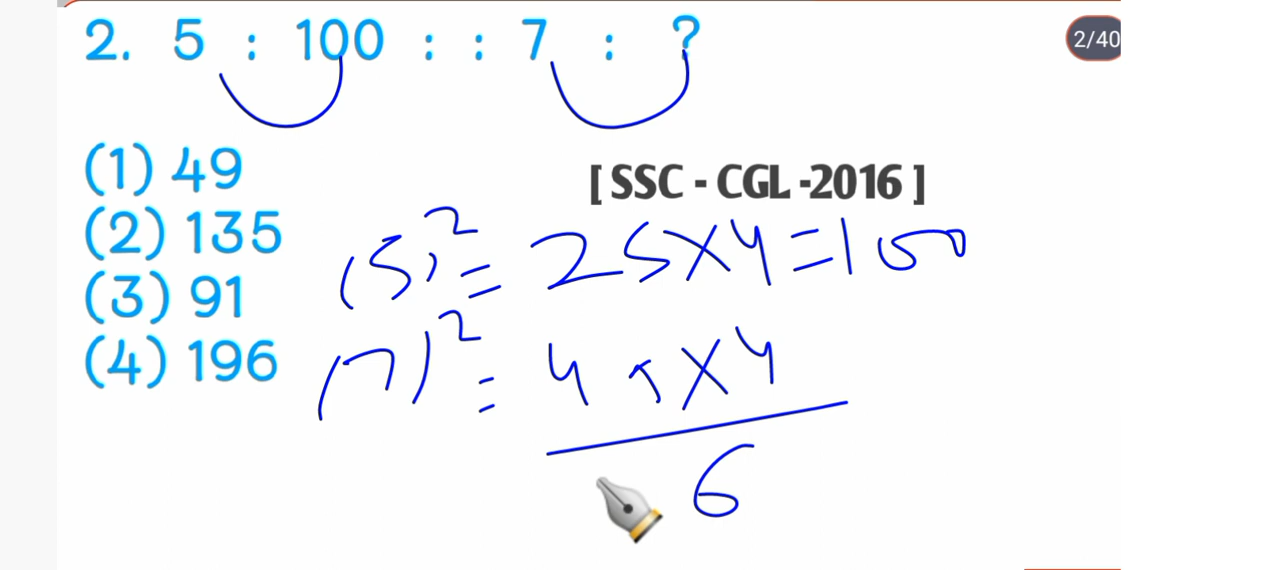 2. 5 : 100 : : 7 : ?
2/40
(1) 49
[ SSC - CGL -2016 ]
(2) 135
(5)² = 25×4=100
(3) 91
(4) 196
(7)² = 49×4
6